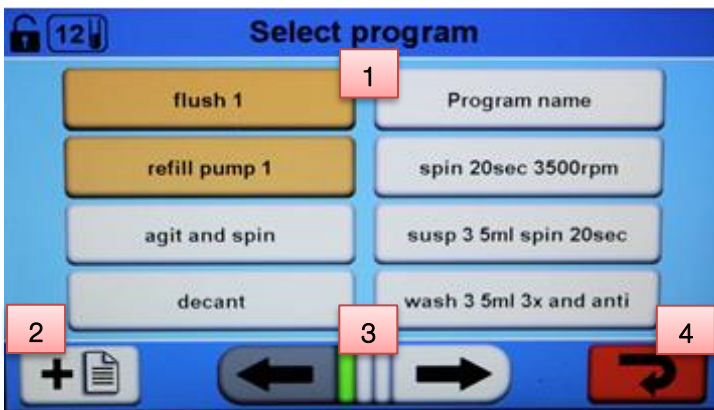 12
Select program
1
flush 1
Program name
refill pump 1
spin 20sec 3500rpm
agit and spin
susp 3 5ml spin 20sec
decant
wash 3 5ml 3x and anti
2
3
4